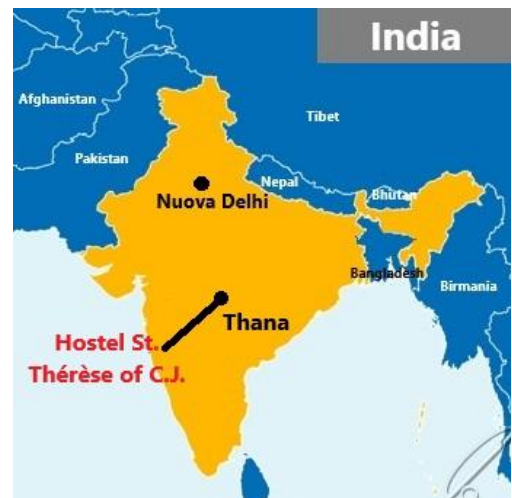 India
Afghanistan
Tibet
Pakistan
Nepal
Bhutan
Nuova Delhi
Bangladesh
Birmania
Thana
Hostel St.
Thérèse of C.J.